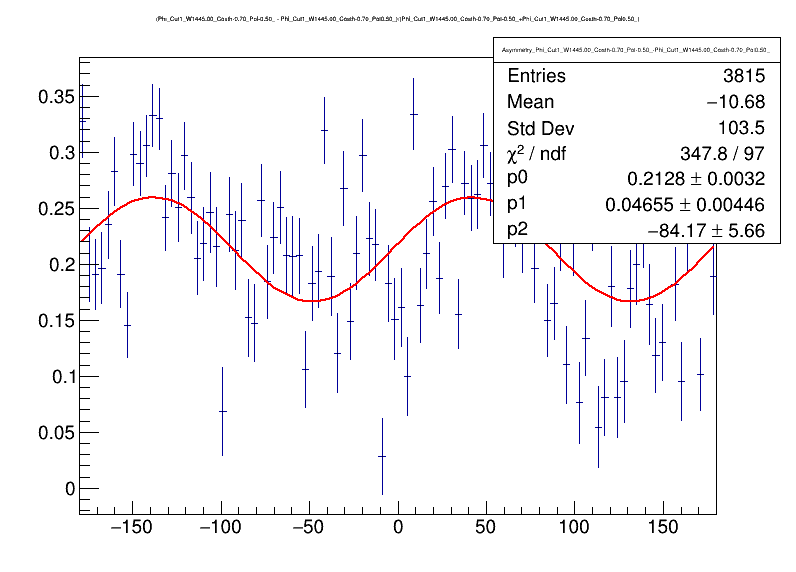 (Phi_Cut1_W1445.00_Costh-0.70_Pol-0.50_ - Phi_Cut1_W1445.00_Costh-0.70_Pol0.50_)/(Phi_Cut1_W1445.00_Costh-0.70_Pol-0.50_+Phi_Cut1_W1445.00_Costh-0.70_Pol0.50_)
Asymmetry_Phi_Cut1_W1445.00_Costh-0.70_Pol-0.50_-Phi_Cut1_W1445.00_Costh-0.70_Pol0.50_
Entries 3815
Mean −10.68
Std Dev 103.5
χ² / ndf 347.8 / 97
p0 0.2128 ± 0.0032
p1 0.04655 ± 0.00446
p2 −84.17 ± 5.66
0.35
0.3
0.25
0.2
0.15
0.1
0.05
0
−150 −100 −50 0 50 100 150